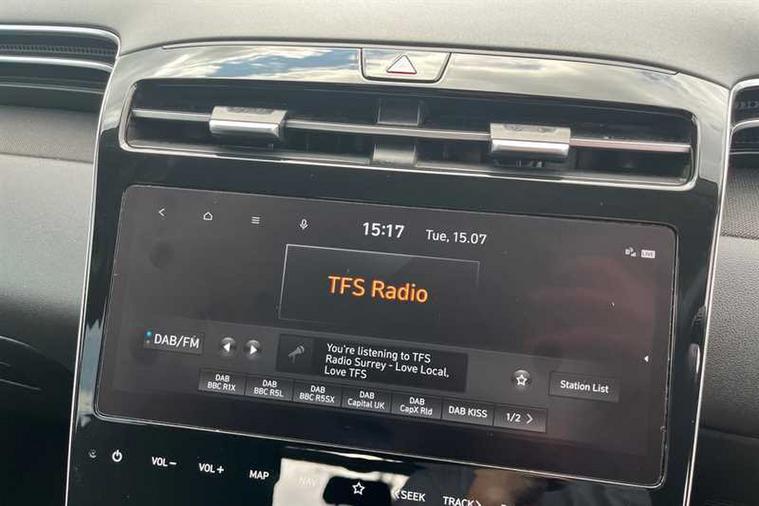 15:17 Tue, 15.07
LIVE
TFS Radio
DAB/FM
You're listening to TFS
Radio Surrey - Love Local,
Love TFS
Station List
DAB
BBC R1X
DAB
BBC R5L
DAB
BBC R5SX
DAB
Capital UK
DAB
CapX Rld
DAB KISS
1/2 >
VOL− VOL+ MAP NAV <SEEK TRACK>